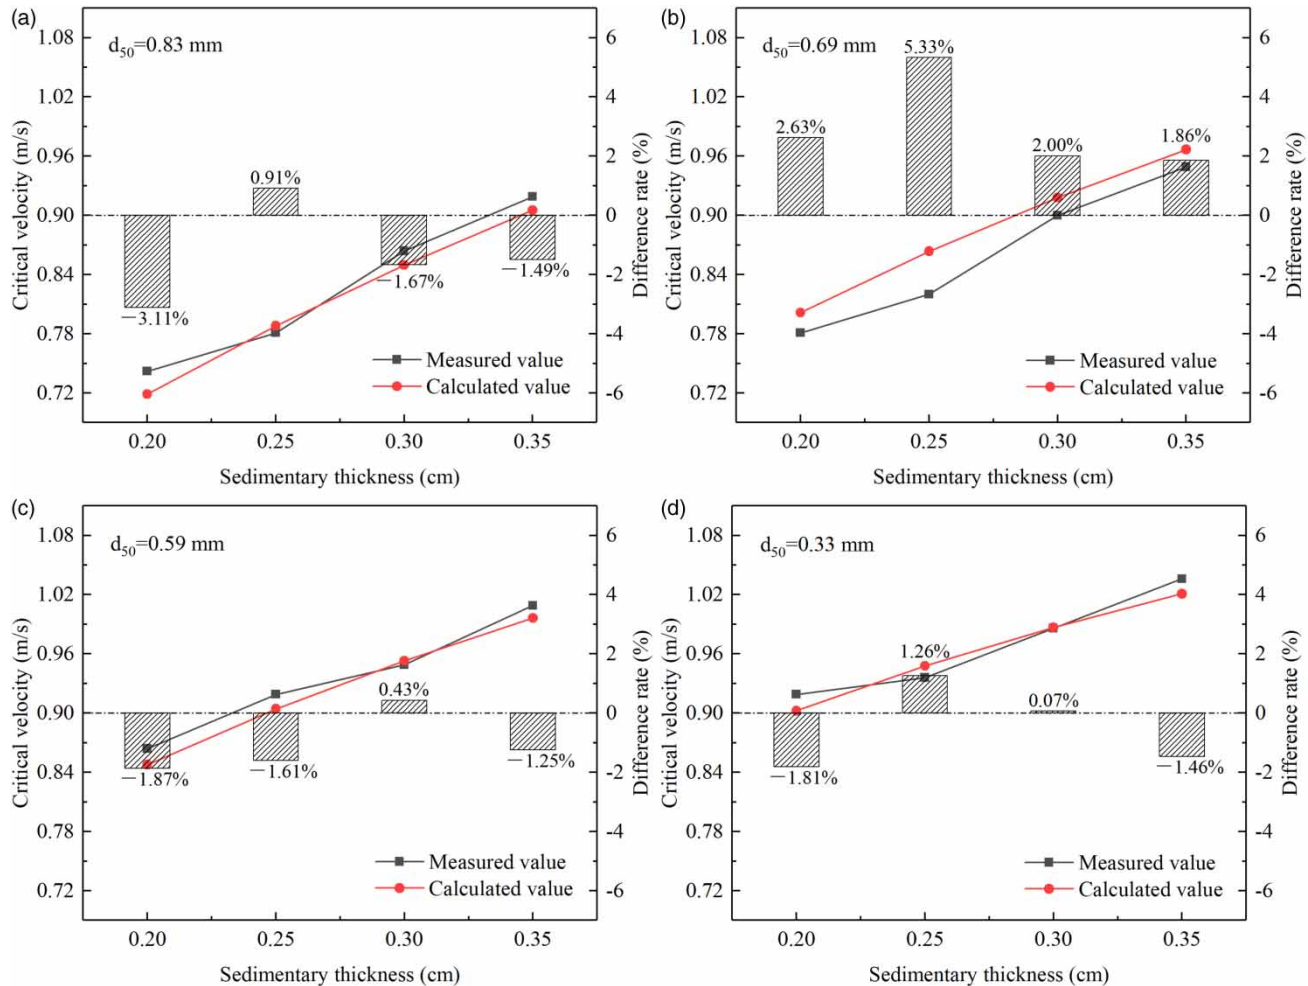 (a)
d50=0.83 mm
1.08
1.02
0.96
0.90
0.84
0.78
0.72
Critical velocity (m/s)
6
4
2
0
-2
-4
-6
Difference rate (%)
−3.11%
0.91%
−1.67%
−1.49%
Measured value
Calculated value
0.20 0.25 0.30 0.35
Sedimentary thickness (cm)
(b)
d50=0.69 mm
1.08
1.02
0.96
0.90
0.84
0.78
0.72
Critical velocity (m/s)
6
4
2
0
-2
-4
-6
Difference rate (%)
2.63%
5.33%
2.00%
1.86%
Measured value
Calculated value
0.20 0.25 0.30 0.35
Sedimentary thickness (cm)
(c)
d50=0.59 mm
1.08
1.02
0.96
0.90
0.84
0.78
0.72
Critical velocity (m/s)
6
4
2
0
-2
-4
-6
Difference rate (%)
−1.87%
−1.61%
0.43%
−1.25%
Measured value
Calculated value
0.20 0.25 0.30 0.35
Sedimentary thickness (cm)
(d)
d50=0.33 mm
1.08
1.02
0.96
0.90
0.84
0.78
0.72
Critical velocity (m/s)
6
4
2
0
-2
-4
-6
Difference rate (%)
−1.81%
1.26%
0.07%
−1.46%
Measured value
Calculated value
0.20 0.25 0.30 0.35
Sedimentary thickness (cm)